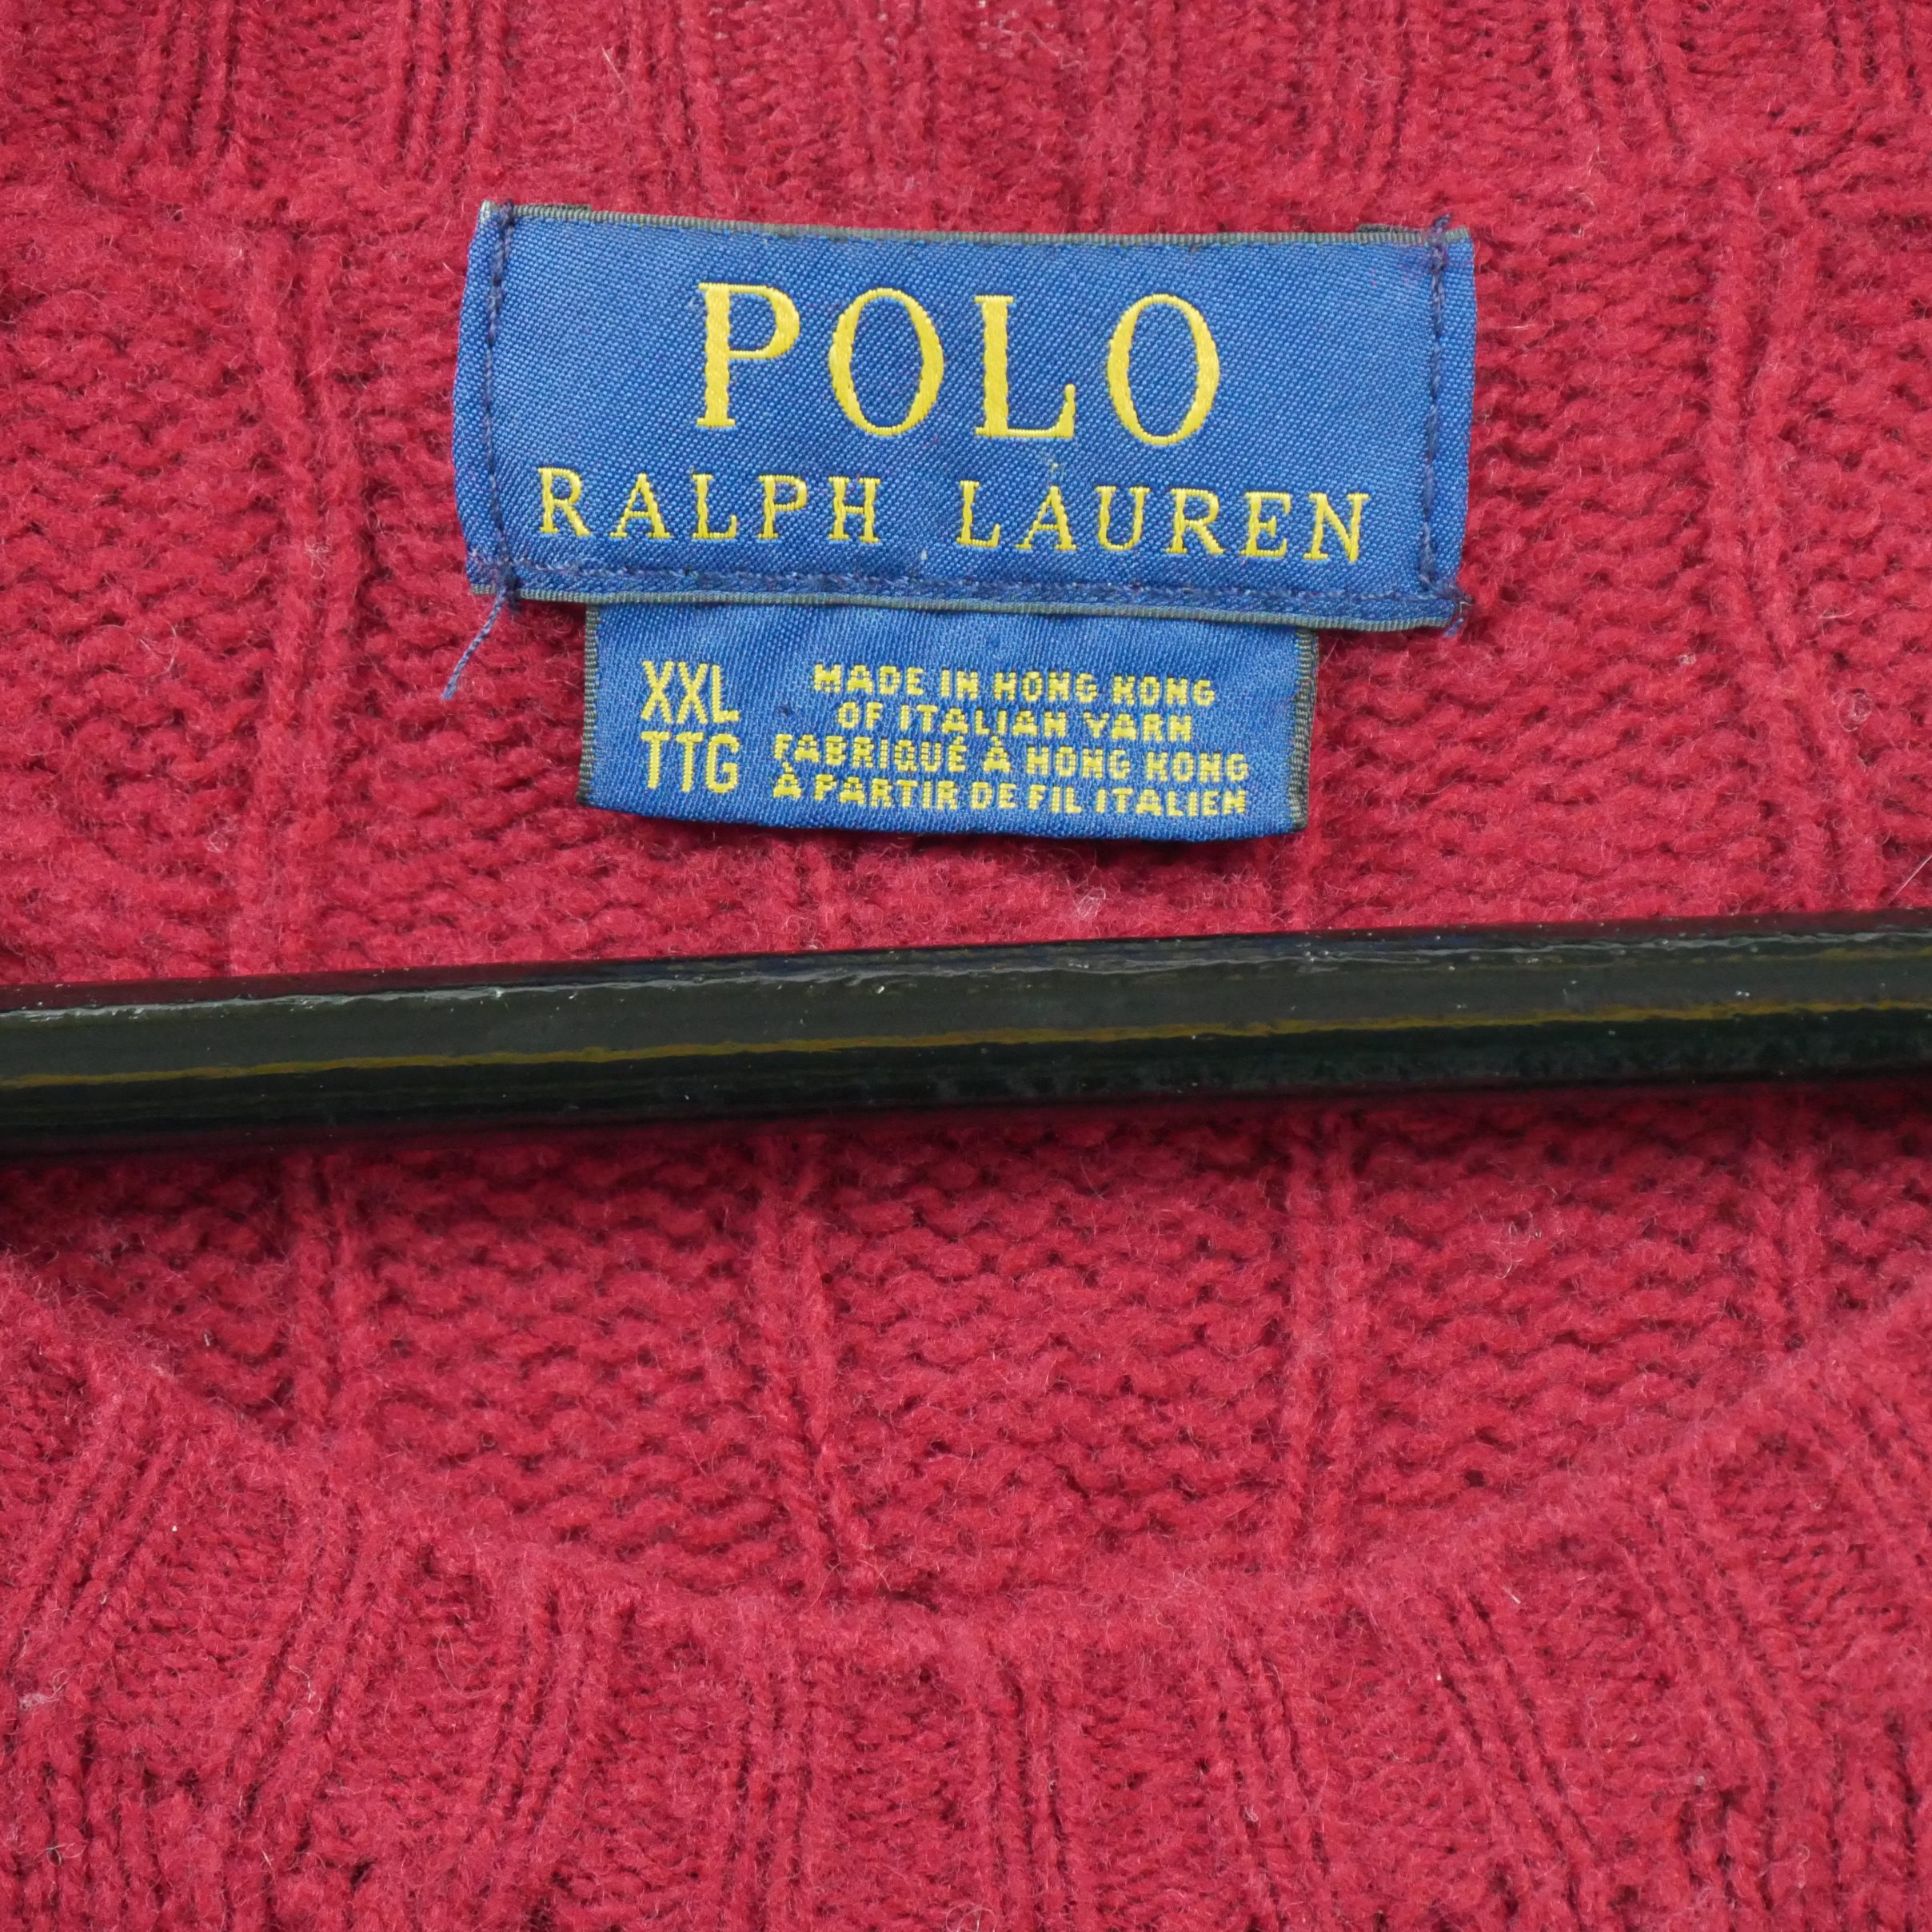 POLO
RALPH LAUREN
XXL
TTG
MADE IN HONG KONG
OF ITALIAN YARN
FABRIQUÉ À HONG KONG
À PARTIR DE FIL ITALIEN